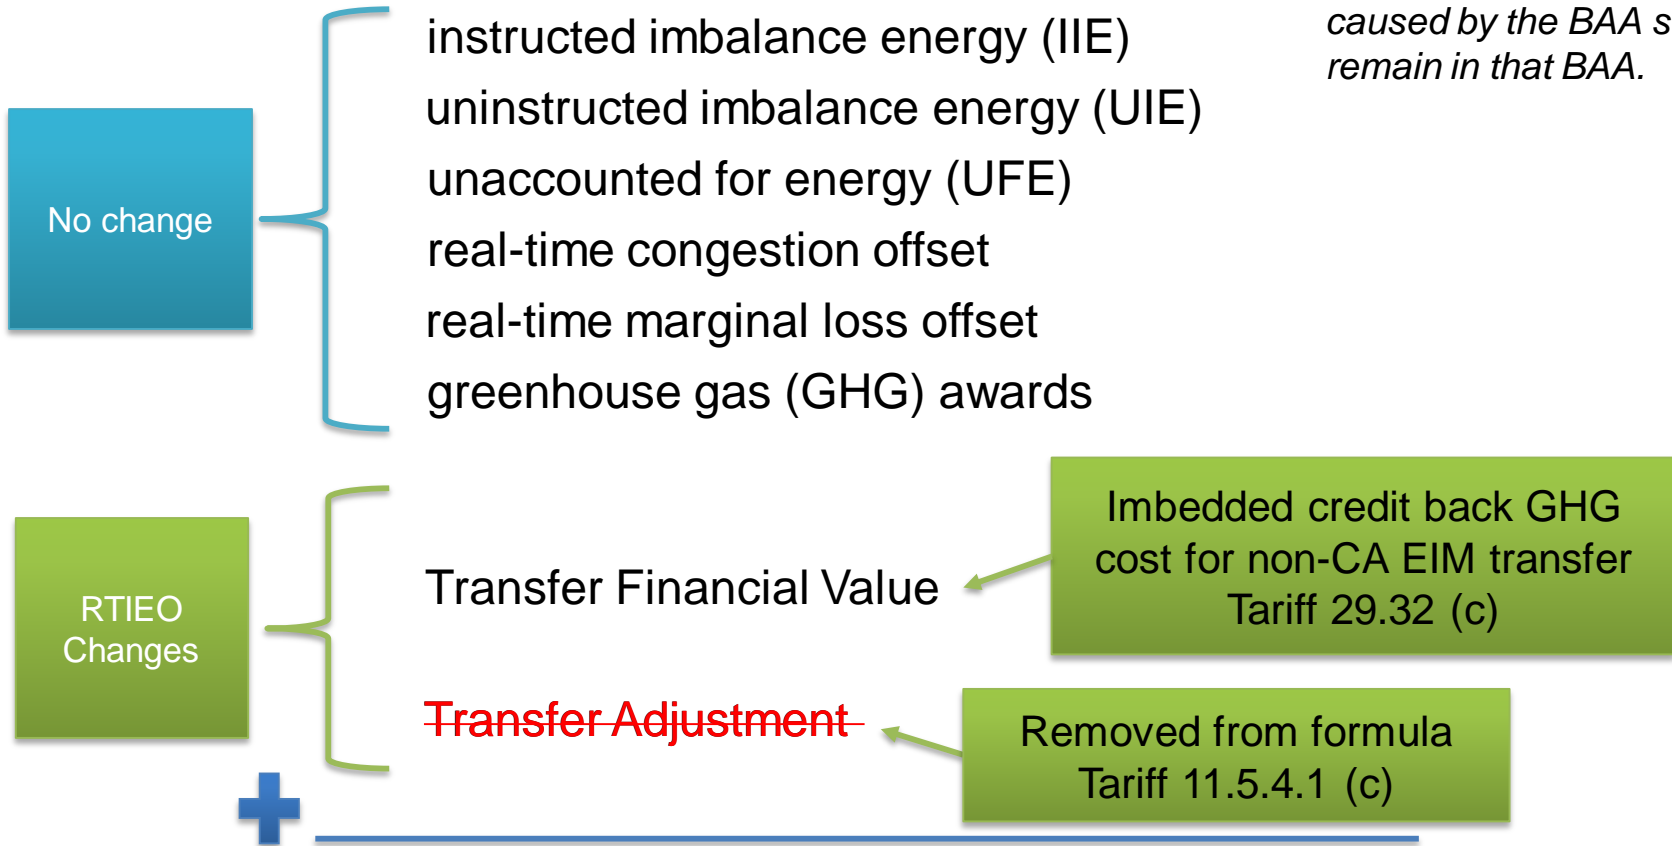 instructed imbalance energy (IIE)
uninstructed imbalance energy (UIE)
unaccounted for energy (UFE)
real-time congestion offset
real-time marginal loss offset
greenhouse gas (GHG) awards
caused by the BAA s
remain in that BAA.
No change
RTIEO
Changes
Transfer Financial Value
Imbedded credit back GHG
cost for non-CA EIM transfer
Tariff 29.32 (c)
Transfer Adjustment
Removed from formula
Tariff 11.5.4.1 (c)